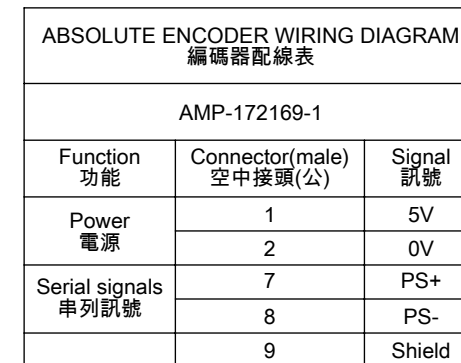 ABSOLUTE ENCODER WIRING DIAGRAM
編碼器配線表
AMP-172169-1
Function Connector(male) Signal
功能 空中接頭(公) 訊號
Power 1 5V
電源 2 0V
Serial signals 7 PS+
串列訊號 8 PS-
9 Shield